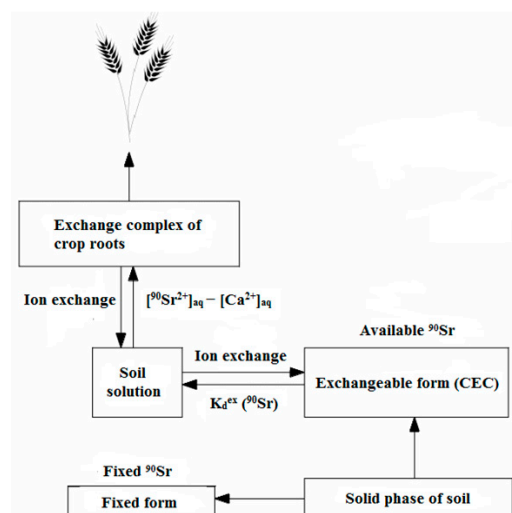 Exchange complex of
crop roots
Ion exchange
[⁹⁰Sr²⁺]aq – [Ca²⁺]aq
Available ⁹⁰Sr
Soil
solution
Ion exchange
Kdᵉˣ (⁹⁰Sr)
Exchangeable form (CEC)
Fixed ⁹⁰Sr
Fixed form
Solid phase of soil